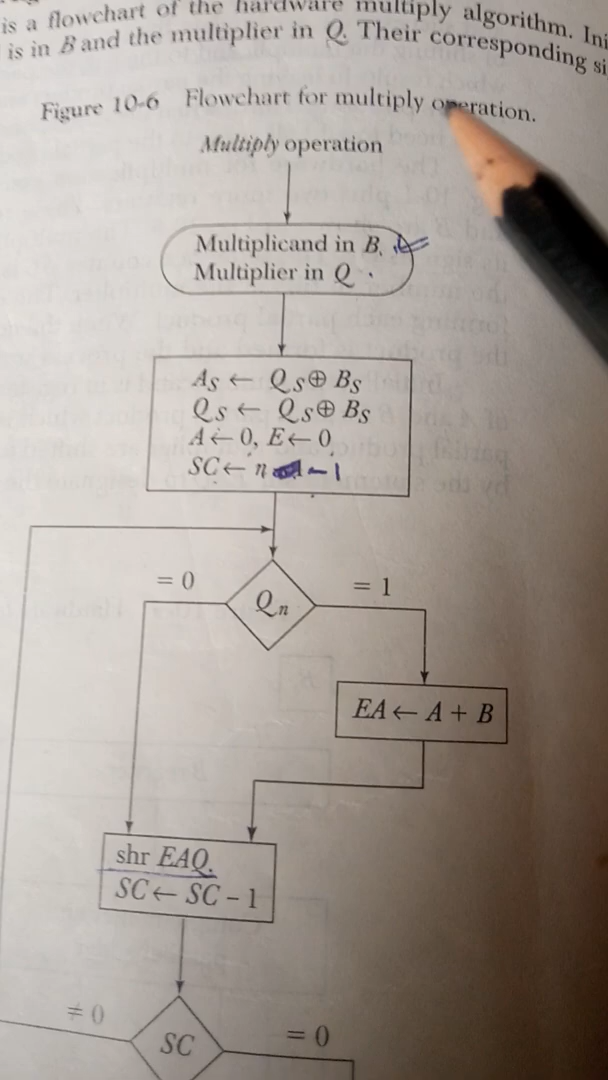 is a flowchart of the hardware multiply algorithm. Ini
is in B and the multiplier in Q. Their corresponding si
Figure 10-6 Flowchart for multiply operation.
Multiply operation
Multiplicand in B
Multiplier in Q
A_S ← Q_S ⊕ B_S
Q_S ← Q_S ⊕ B_S
A ← 0, E ← 0
SC ← n - 1
= 0
= 1
Q_n
EA ← A + B
shr EAQ
SC ← SC - 1
≠ 0
= 0
SC